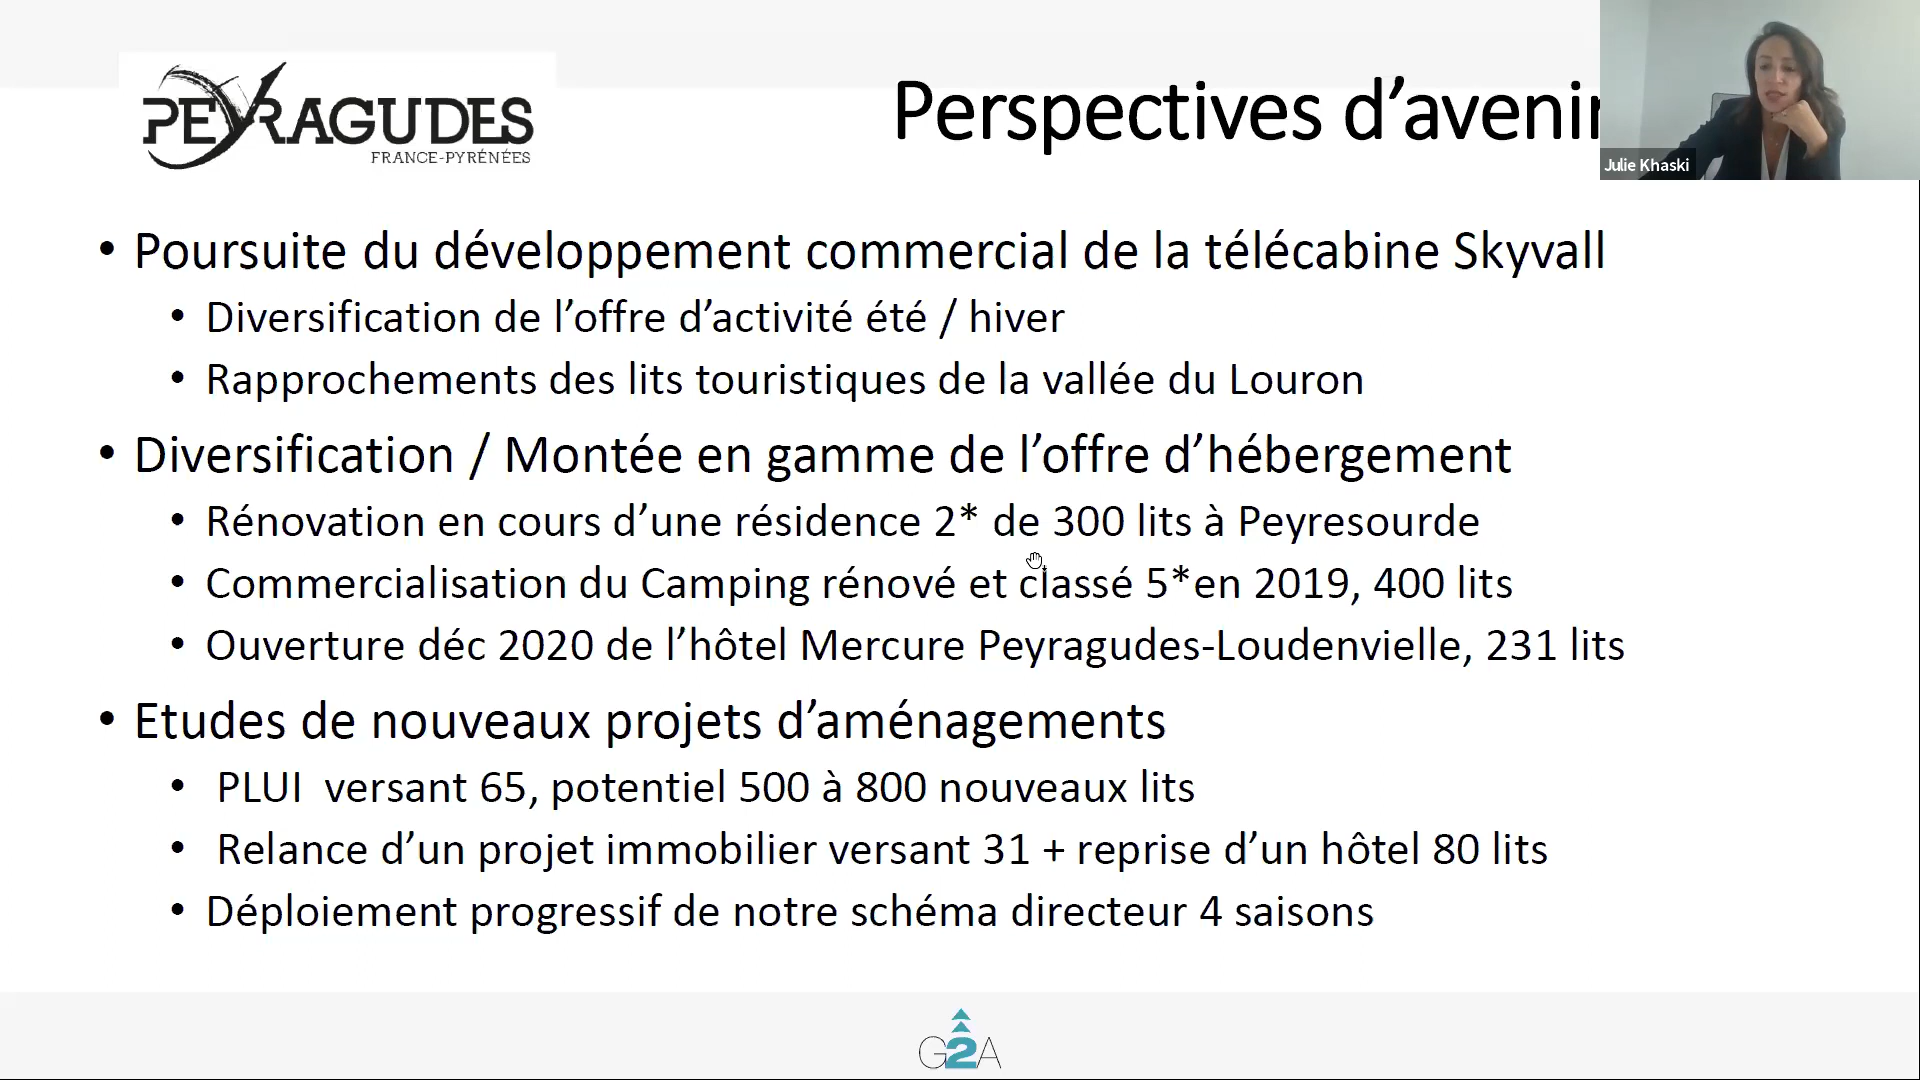 PEYRAGUDES
FRANCE-PYRÉNÉES
Perspectives d’avenir
Julie Khaski
• Poursuite du développement commercial de la télécabine Skyvall
• Diversification de l’offre d’activité été / hiver
• Rapprochements des lits touristiques de la vallée du Louron
• Diversification / Montée en gamme de l’offre d’hébergement
• Rénovation en cours d’une résidence 2* de 300 lits à Peyresourde
• Commercialisation du Camping rénové et classé 5*en 2019, 400 lits
• Ouverture déc 2020 de l’hôtel Mercure Peyragudes-Loudenvielle, 231 lits
• Etudes de nouveaux projets d’aménagements
• PLUI versant 65, potentiel 500 à 800 nouveaux lits
• Relance d’un projet immobilier versant 31 + reprise d’un hôtel 80 lits
• Déploiement progressif de notre schéma directeur 4 saisons
G2A